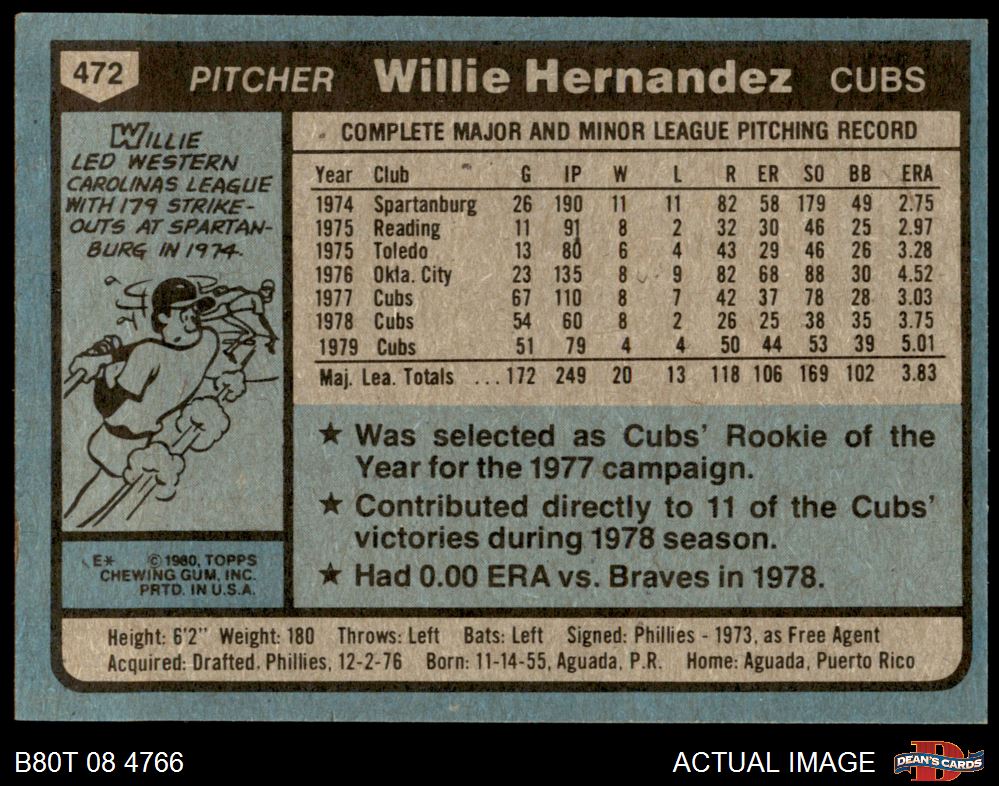 472 PITCHER Willie Hernandez CUBS
WILLIE
LED WESTERN
CAROLINAS LEAGUE
WITH 179 STRIKE-
OUTS AT SPARTAN-
BURG IN 1974.
COMPLETE MAJOR AND MINOR LEAGUE PITCHING RECORD
Year Club G IP W L R ER SO BB ERA
1974 Spartanburg 26 190 11 11 82 58 179 49 2.75
1975 Reading 11 91 8 2 32 30 46 25 2.97
1975 Toledo 13 80 6 4 43 29 46 26 3.28
1976 Okla. City 23 135 8 9 82 68 88 30 4.52
1977 Cubs 67 110 8 7 42 37 78 28 3.03
1978 Cubs 54 60 8 2 26 25 38 35 3.75
1979 Cubs 51 79 4 4 50 44 53 39 5.01
Maj. Lea. Totals ...172 249 20 13 118 106 169 102 3.83
★ Was selected as Cubs' Rookie of the
Year for the 1977 campaign.
★ Contributed directly to 11 of the Cubs'
victories during 1978 season.
★ Had 0.00 ERA vs. Braves in 1978.
E* © 1980, TOPPS
CHEWING GUM, INC.
PRTD. IN U.S.A.
Height: 6'2" Weight: 180 Throws: Left Bats: Left Signed: Phillies - 1973, as Free Agent
Acquired: Drafted. Phillies, 12-2-76 Born: 11-14-55, Aguada, P.R. Home: Aguada, Puerto Rico
B80T 08 4766 ACTUAL IMAGE DEAN'S CARDS